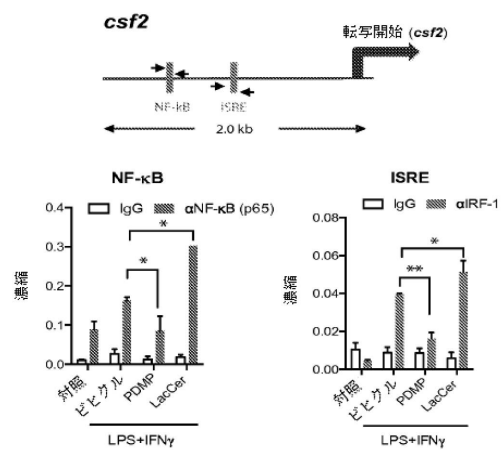 csf2
転写開始 (csf2)
NF-kB
ISRE
2.0 kb
NF-κB
IgG
αNF-κB (p65)
濃縮
0.4
0.3
0.2
0.1
0.0
*
*
対照
ビヒクル
PDMP
LacCer
LPS+IFNγ
ISRE
IgG
αIRF-1
濃縮
0.08
0.06
0.04
0.02
0.00
*
**
対照
ビヒクル
PDMP
LacCer
LPS+IFNγ